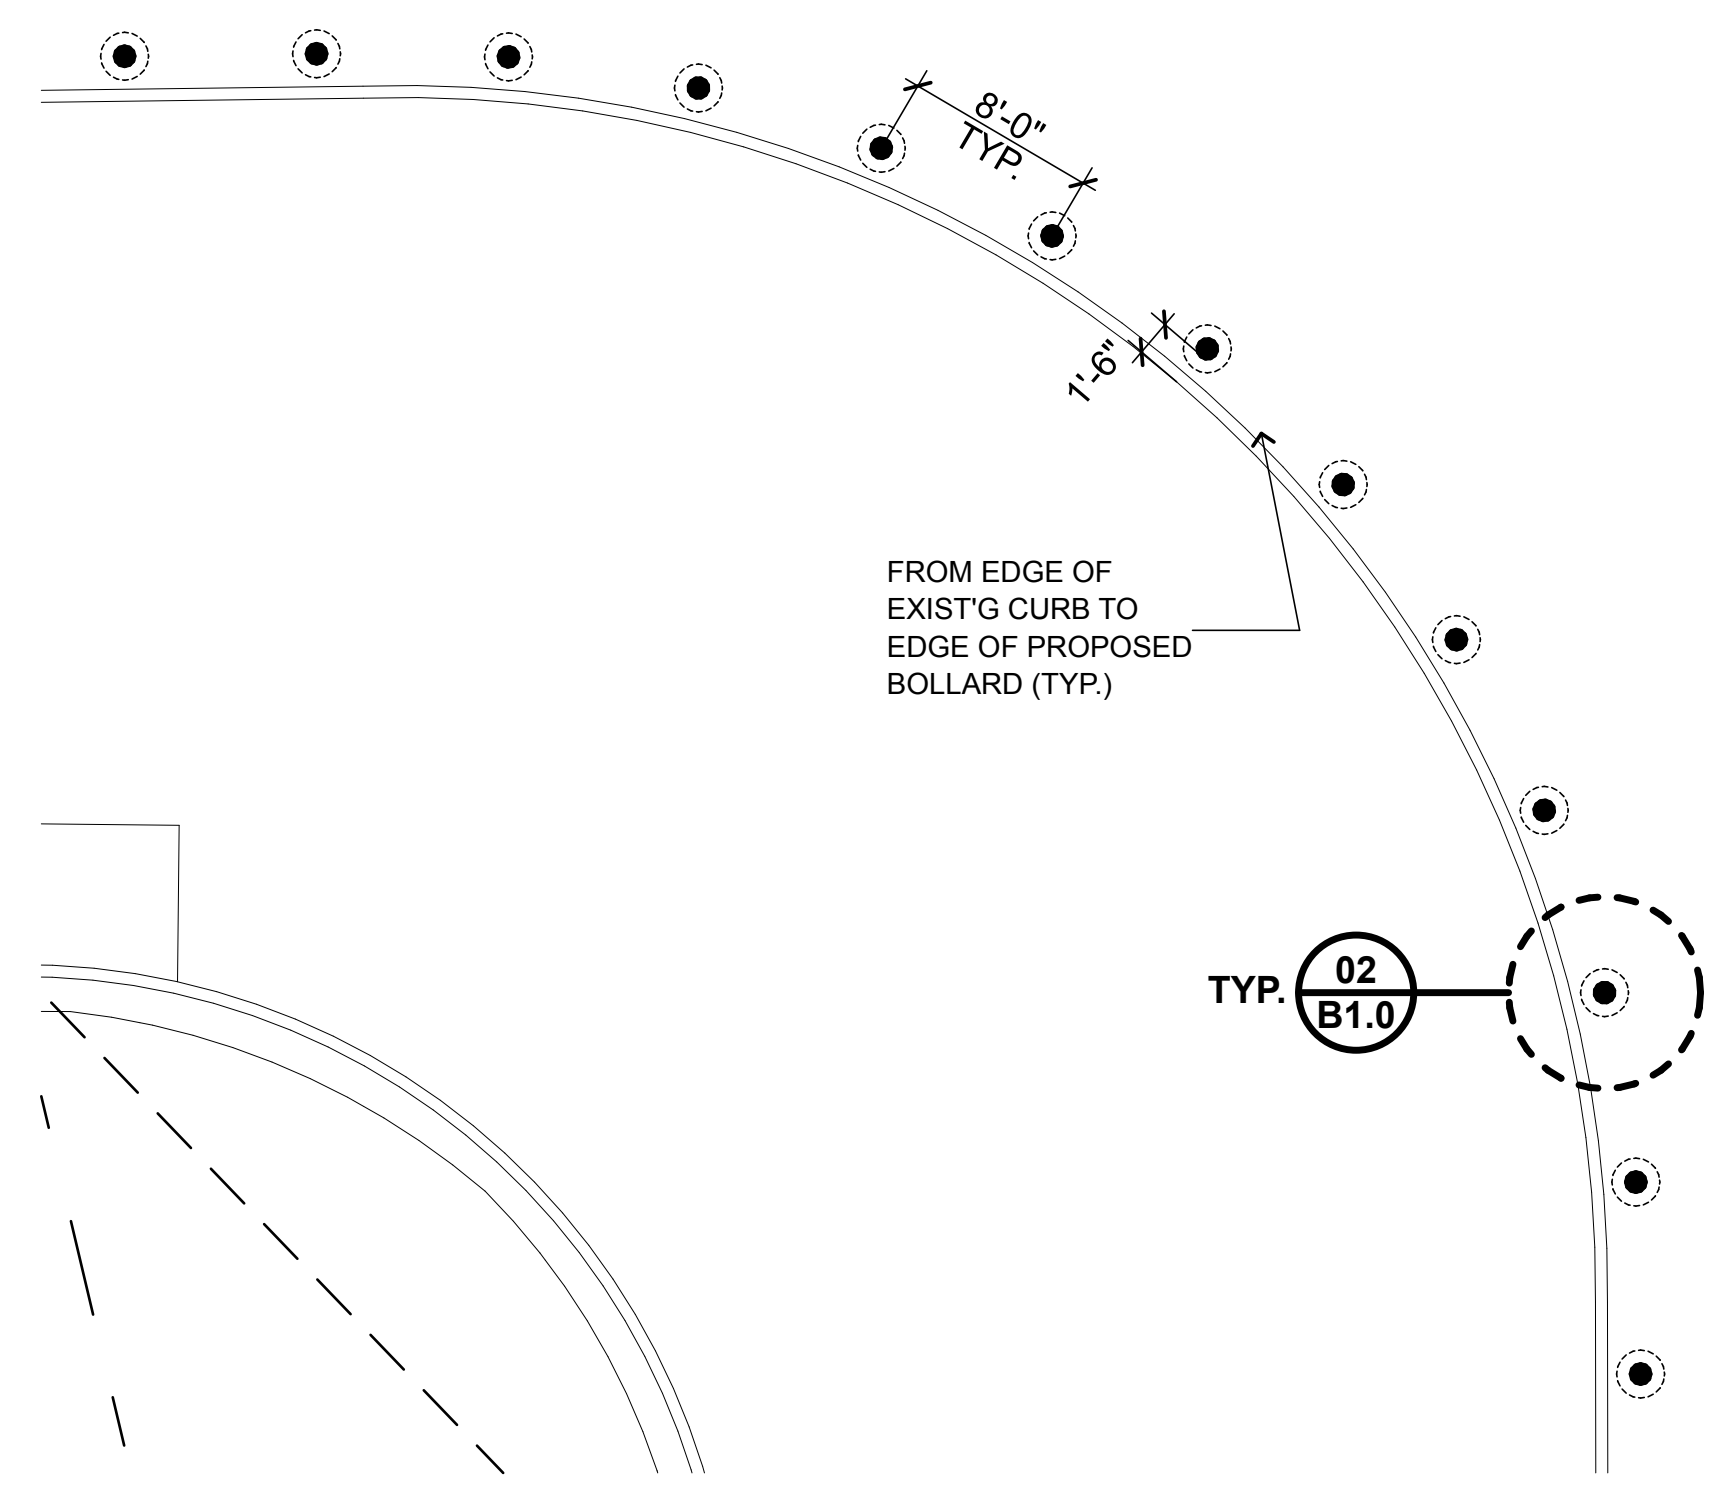 8'-0"
TYP.
1'-6"
FROM EDGE OF
EXIST'G CURB TO
EDGE OF PROPOSED
BOLLARD (TYP.)
TYP.
02
B1.0